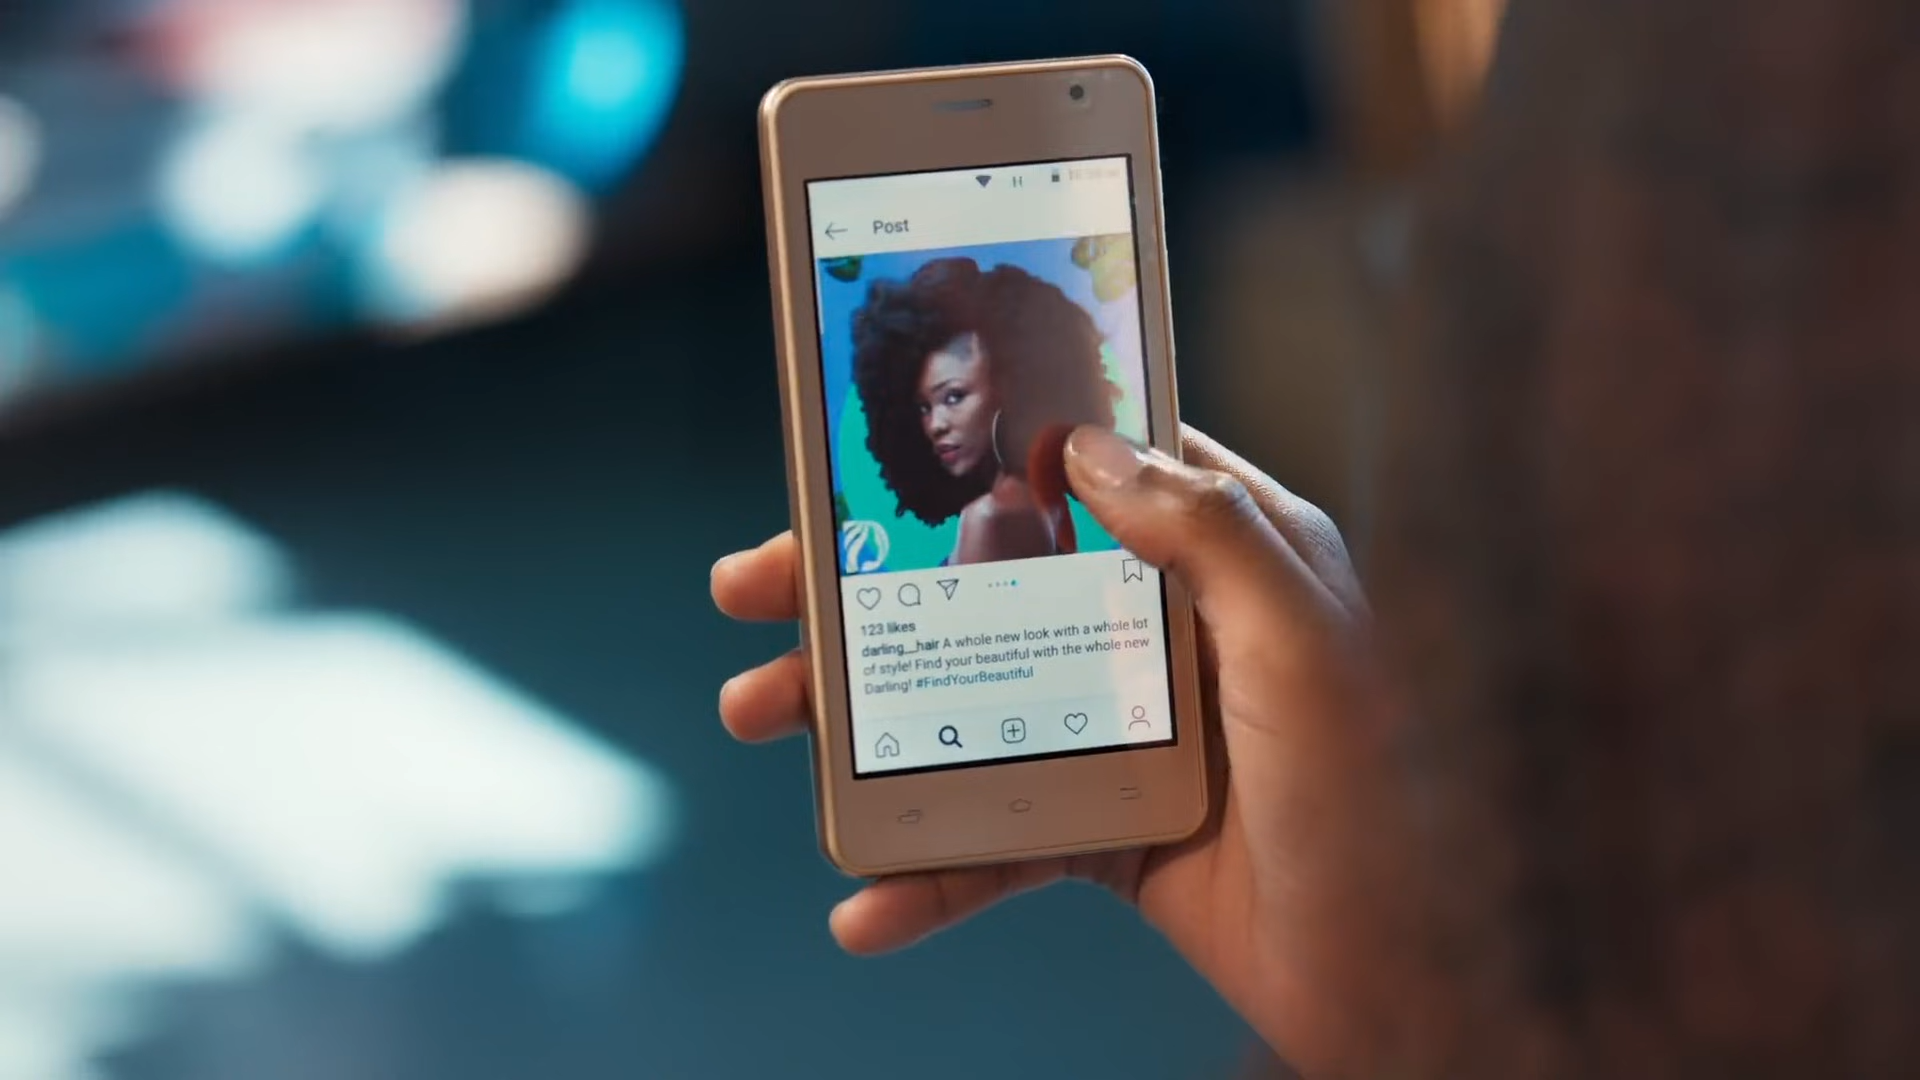 Post
123 likes
darling__hair A whole new look with a whole lot
of style! Find your beautiful with the whole new
Darling! #FindYourBeautiful